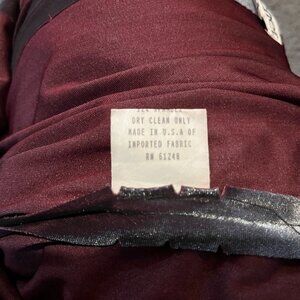 DRY CLEAN ONLY
MADE IN U.S.A OF
IMPORTED FABRIC
RN 61248